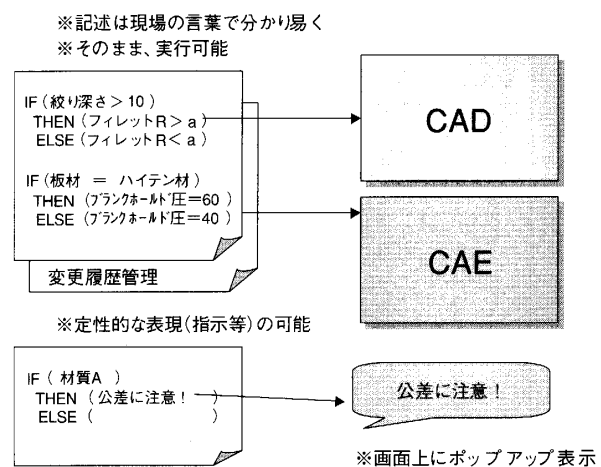 ※記述は現場の言葉で分かり易く
※そのまま、実行可能
IF(絞り深さ>10)
THEN(フィレットR>a)
ELSE(フィレットR<a)
IF(板材 = ハイテン材)
THEN(ブランクホールド圧=60)
ELSE(ブランクホールド圧=40)
変更履歴管理
CAD
CAE
※定性的な表現(指示等)の可能
IF( 材質A )
THEN(公差に注意! )
ELSE( )
公差に注意!
※画面上にポップアップ表示